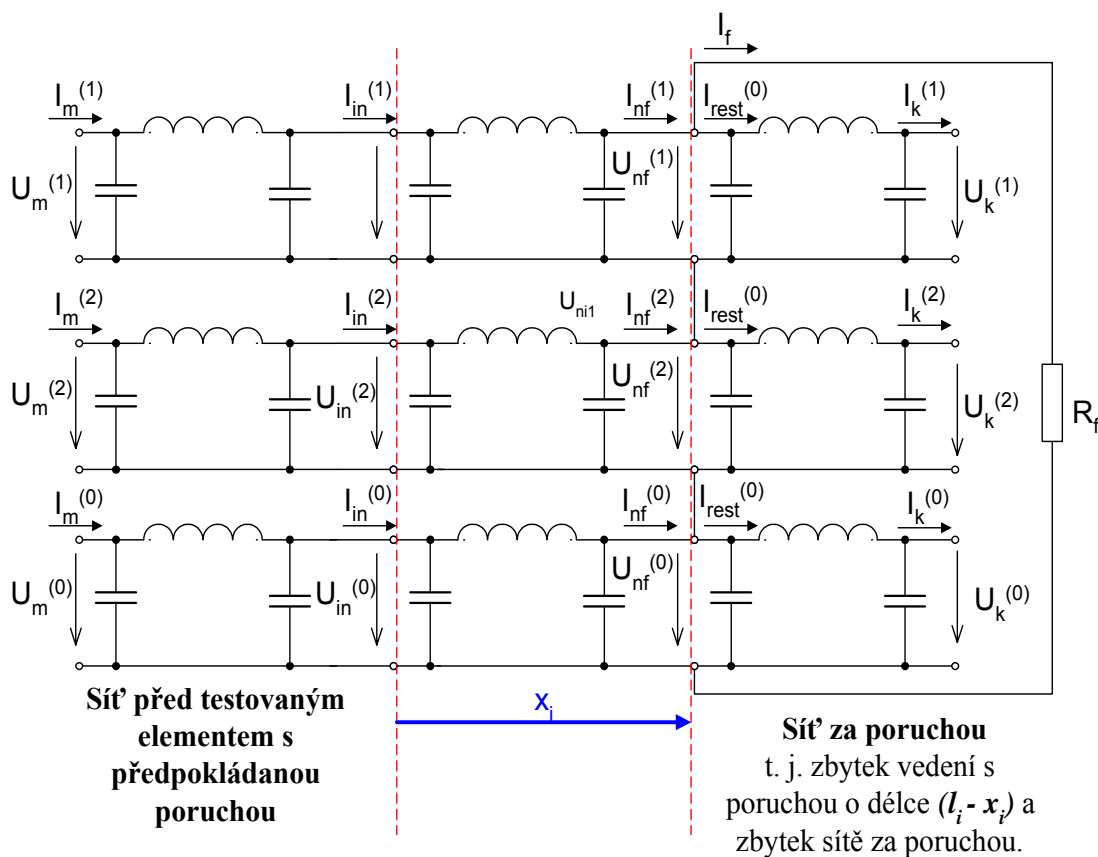 I_f
I_m^(1) I_in^(1) I_nf^(1) I_rest^(0) I_k^(1)
U_m^(1) U_nf^(1) U_k^(1)
I_m^(2) I_in^(2) U_ni1 I_nf^(2) I_rest^(0) I_k^(2)
U_m^(2) U_in^(2) U_nf^(2) U_k^(2)
R_f
I_m^(0) I_in^(0) I_nf^(0) I_rest^(0) I_k^(0)
U_m^(0) U_in^(0) U_nf^(0) U_k^(0)
Síť před testovaným
elementem s
předpokládanou
poruchou
x_i
Síť za poruchou
t. j. zbytek vedení s
poruchou o délce (l_i - x_i) a
zbytek sítě za poruchou.